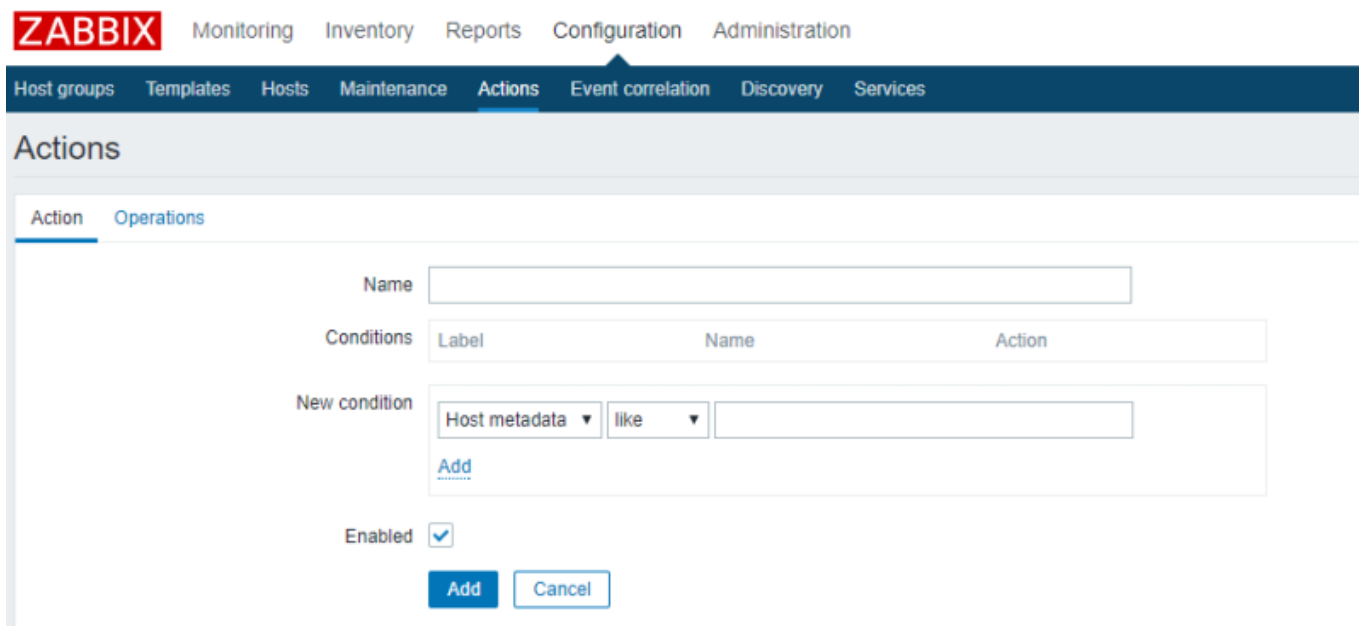 ZABBIX Monitoring Inventory Reports Configuration Administration
Host groups Templates Hosts Maintenance Actions Event correlation Discovery Services
Actions
Action Operations
Name
Conditions Label Name Action
New condition
Host metadata like
Add
Enabled
Add Cancel